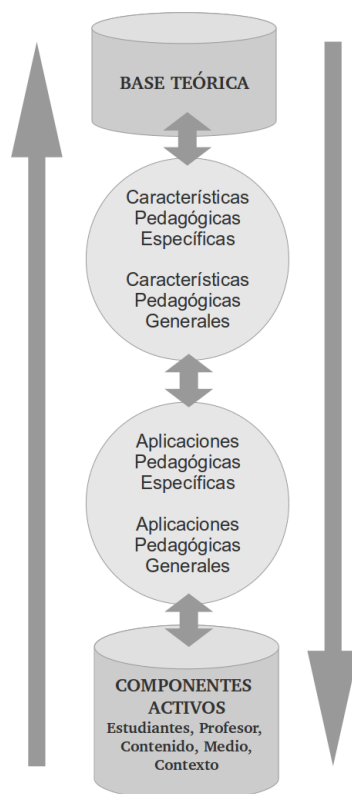 BASE TEÓRICA
Características
Pedagógicas
Específicas
Características
Pedagógicas
Generales
Aplicaciones
Pedagógicas
Específicas
Aplicaciones
Pedagógicas
Generales
COMPONENTES
ACTIVOS
Estudiantes, Profesor,
Contenido, Medio,
Contexto